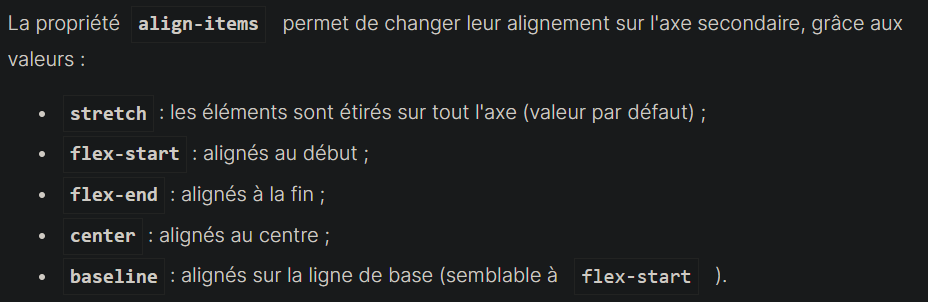 La propriété align-items permet de changer leur alignement sur l'axe secondaire, grâce aux
valeurs :
• stretch : les éléments sont étirés sur tout l'axe (valeur par défaut) ;
• flex-start : alignés au début ;
• flex-end : alignés à la fin ;
• center : alignés au centre ;
• baseline : alignés sur la ligne de base (semblable à flex-start ).